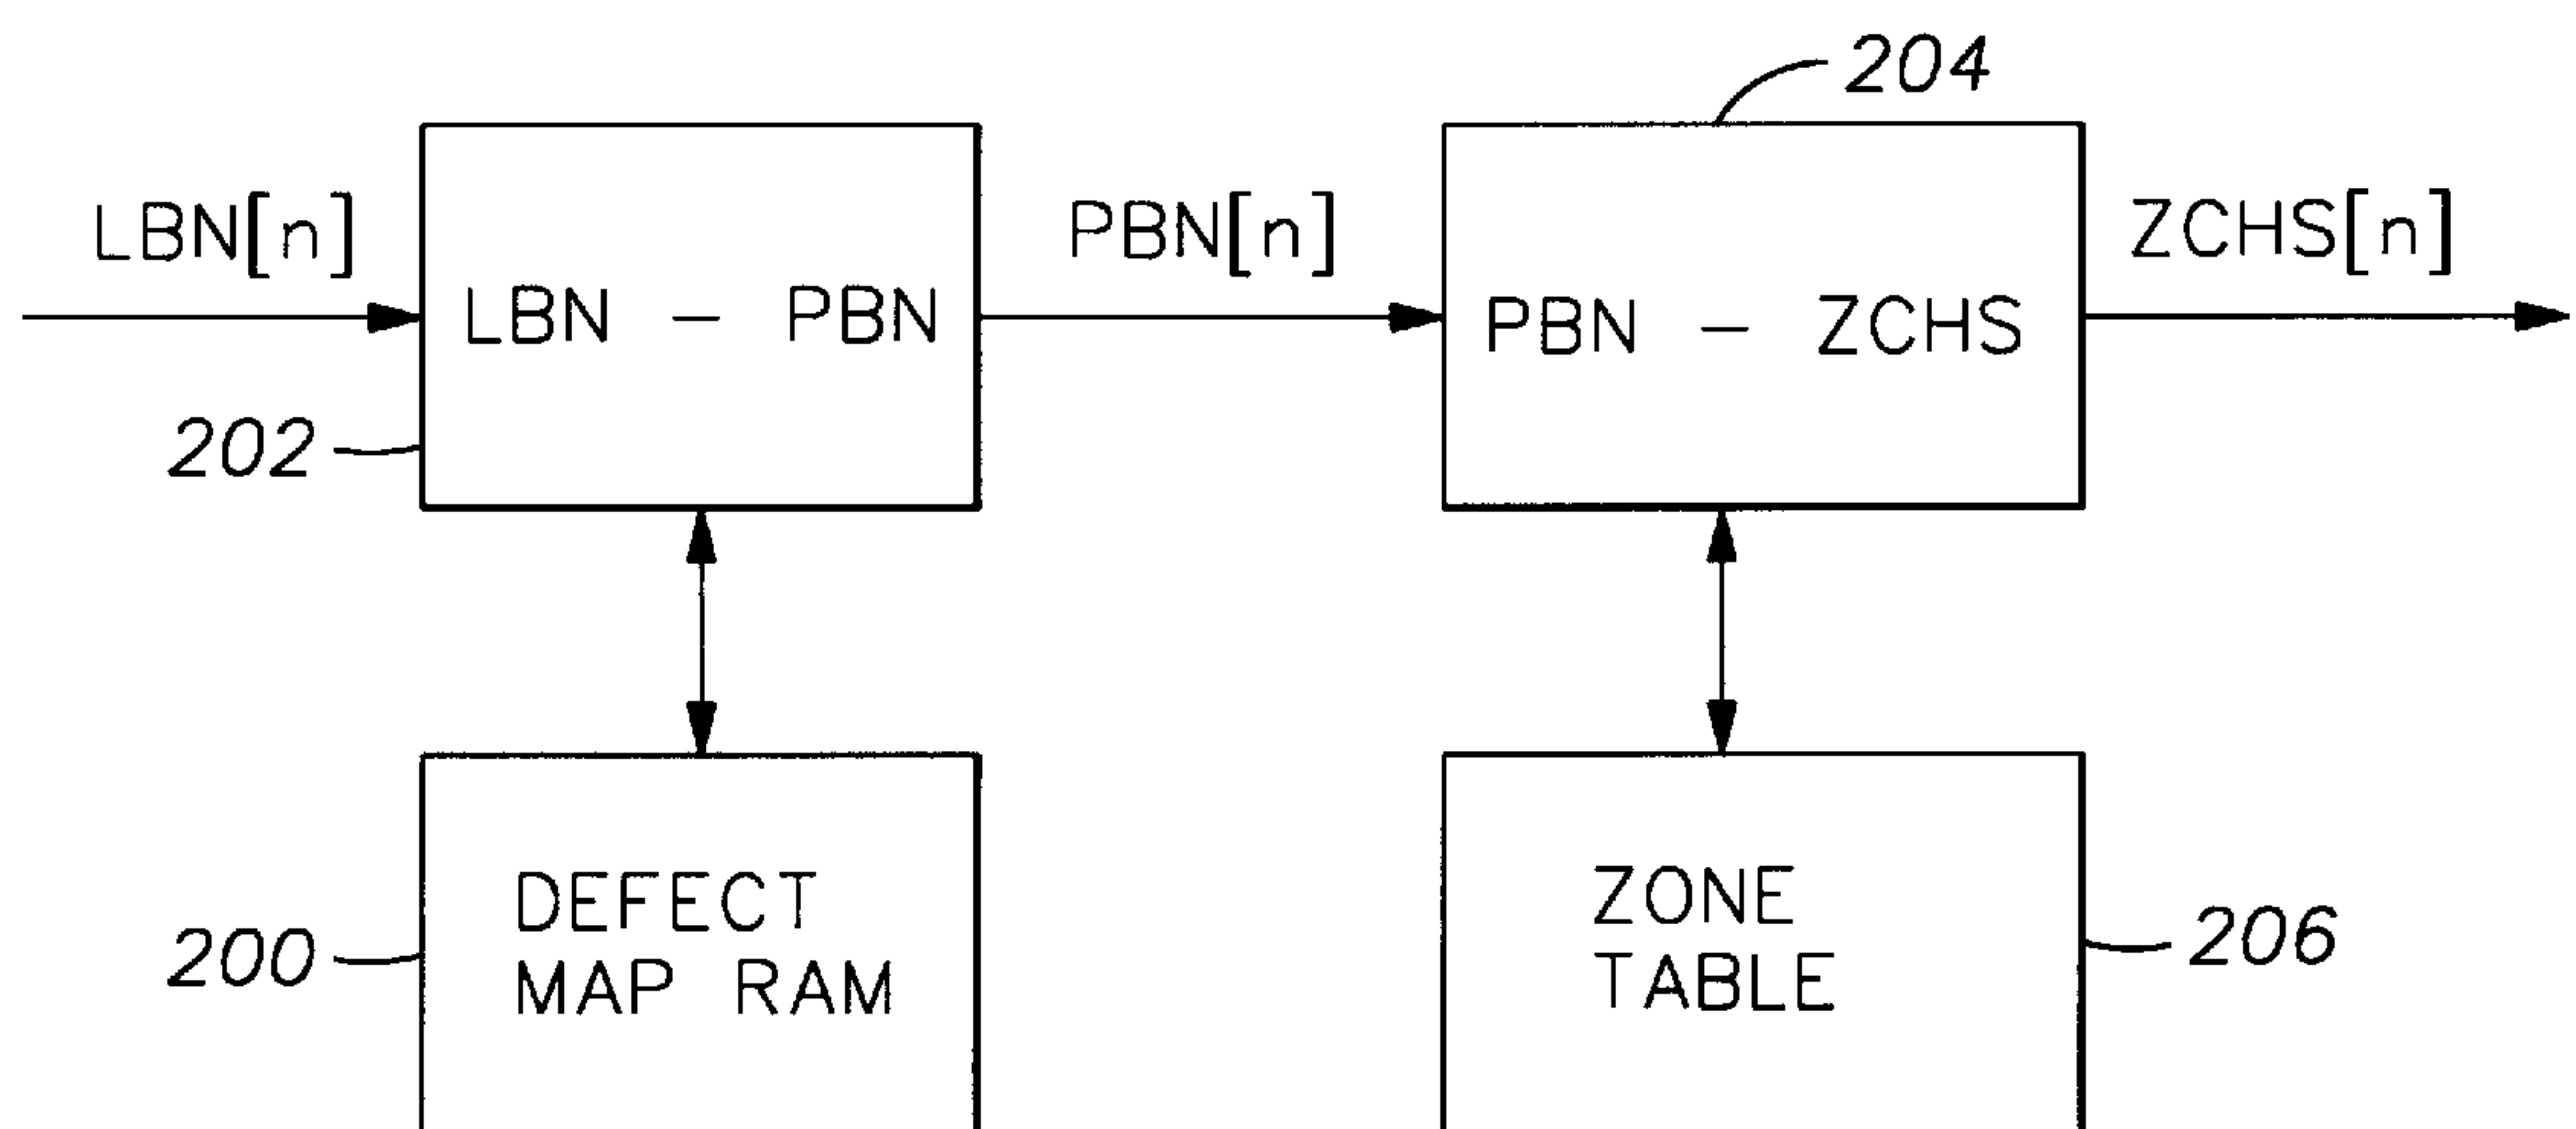 204
LBN[n]
PBN[n]
ZCHS[n]
LBN - PBN
PBN - ZCHS
202
DEFECT
MAP RAM
200
ZONE
TABLE
206